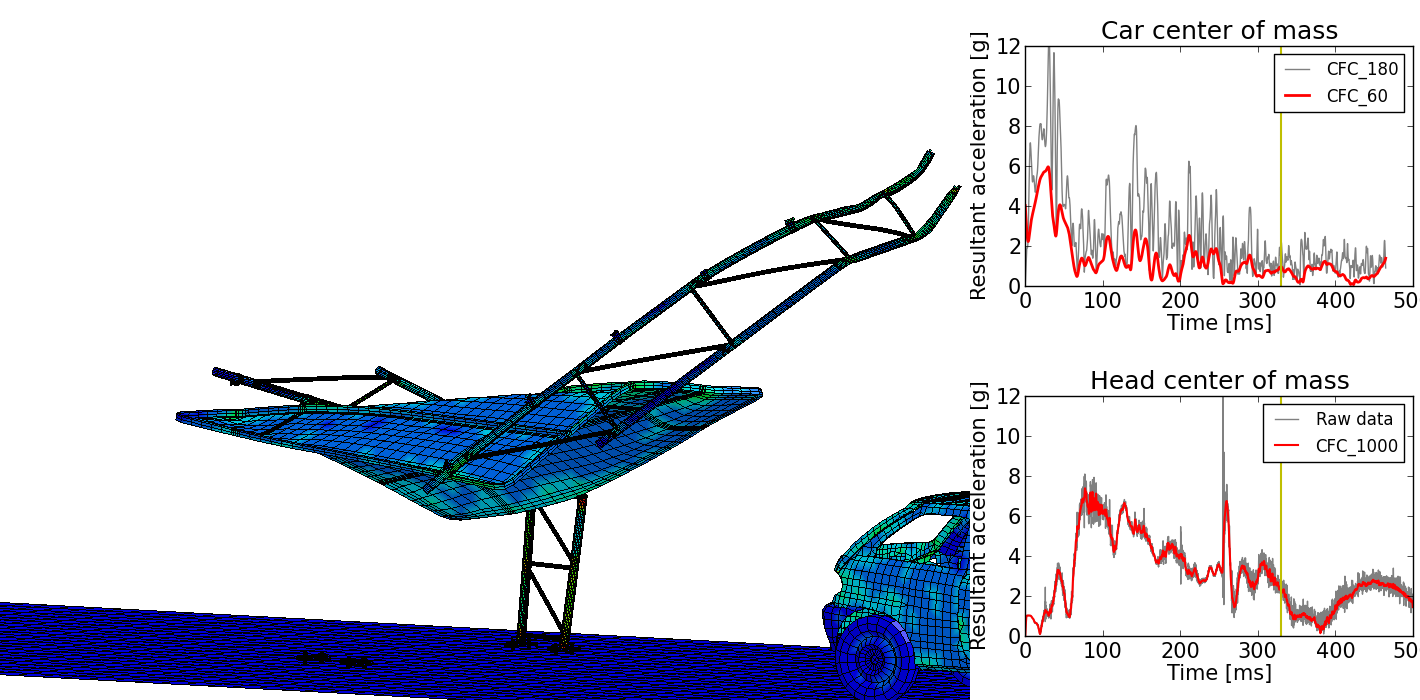 Car center of mass
Resultant acceleration [g]
12
10
8
6
4
2
0
CFC_180
CFC_60
0 100 200 300 400 50
Time [ms]
Head center of mass
Resultant acceleration [g]
12
10
8
6
4
2
0
Raw data
CFC_1000
0 100 200 300 400 50
Time [ms]